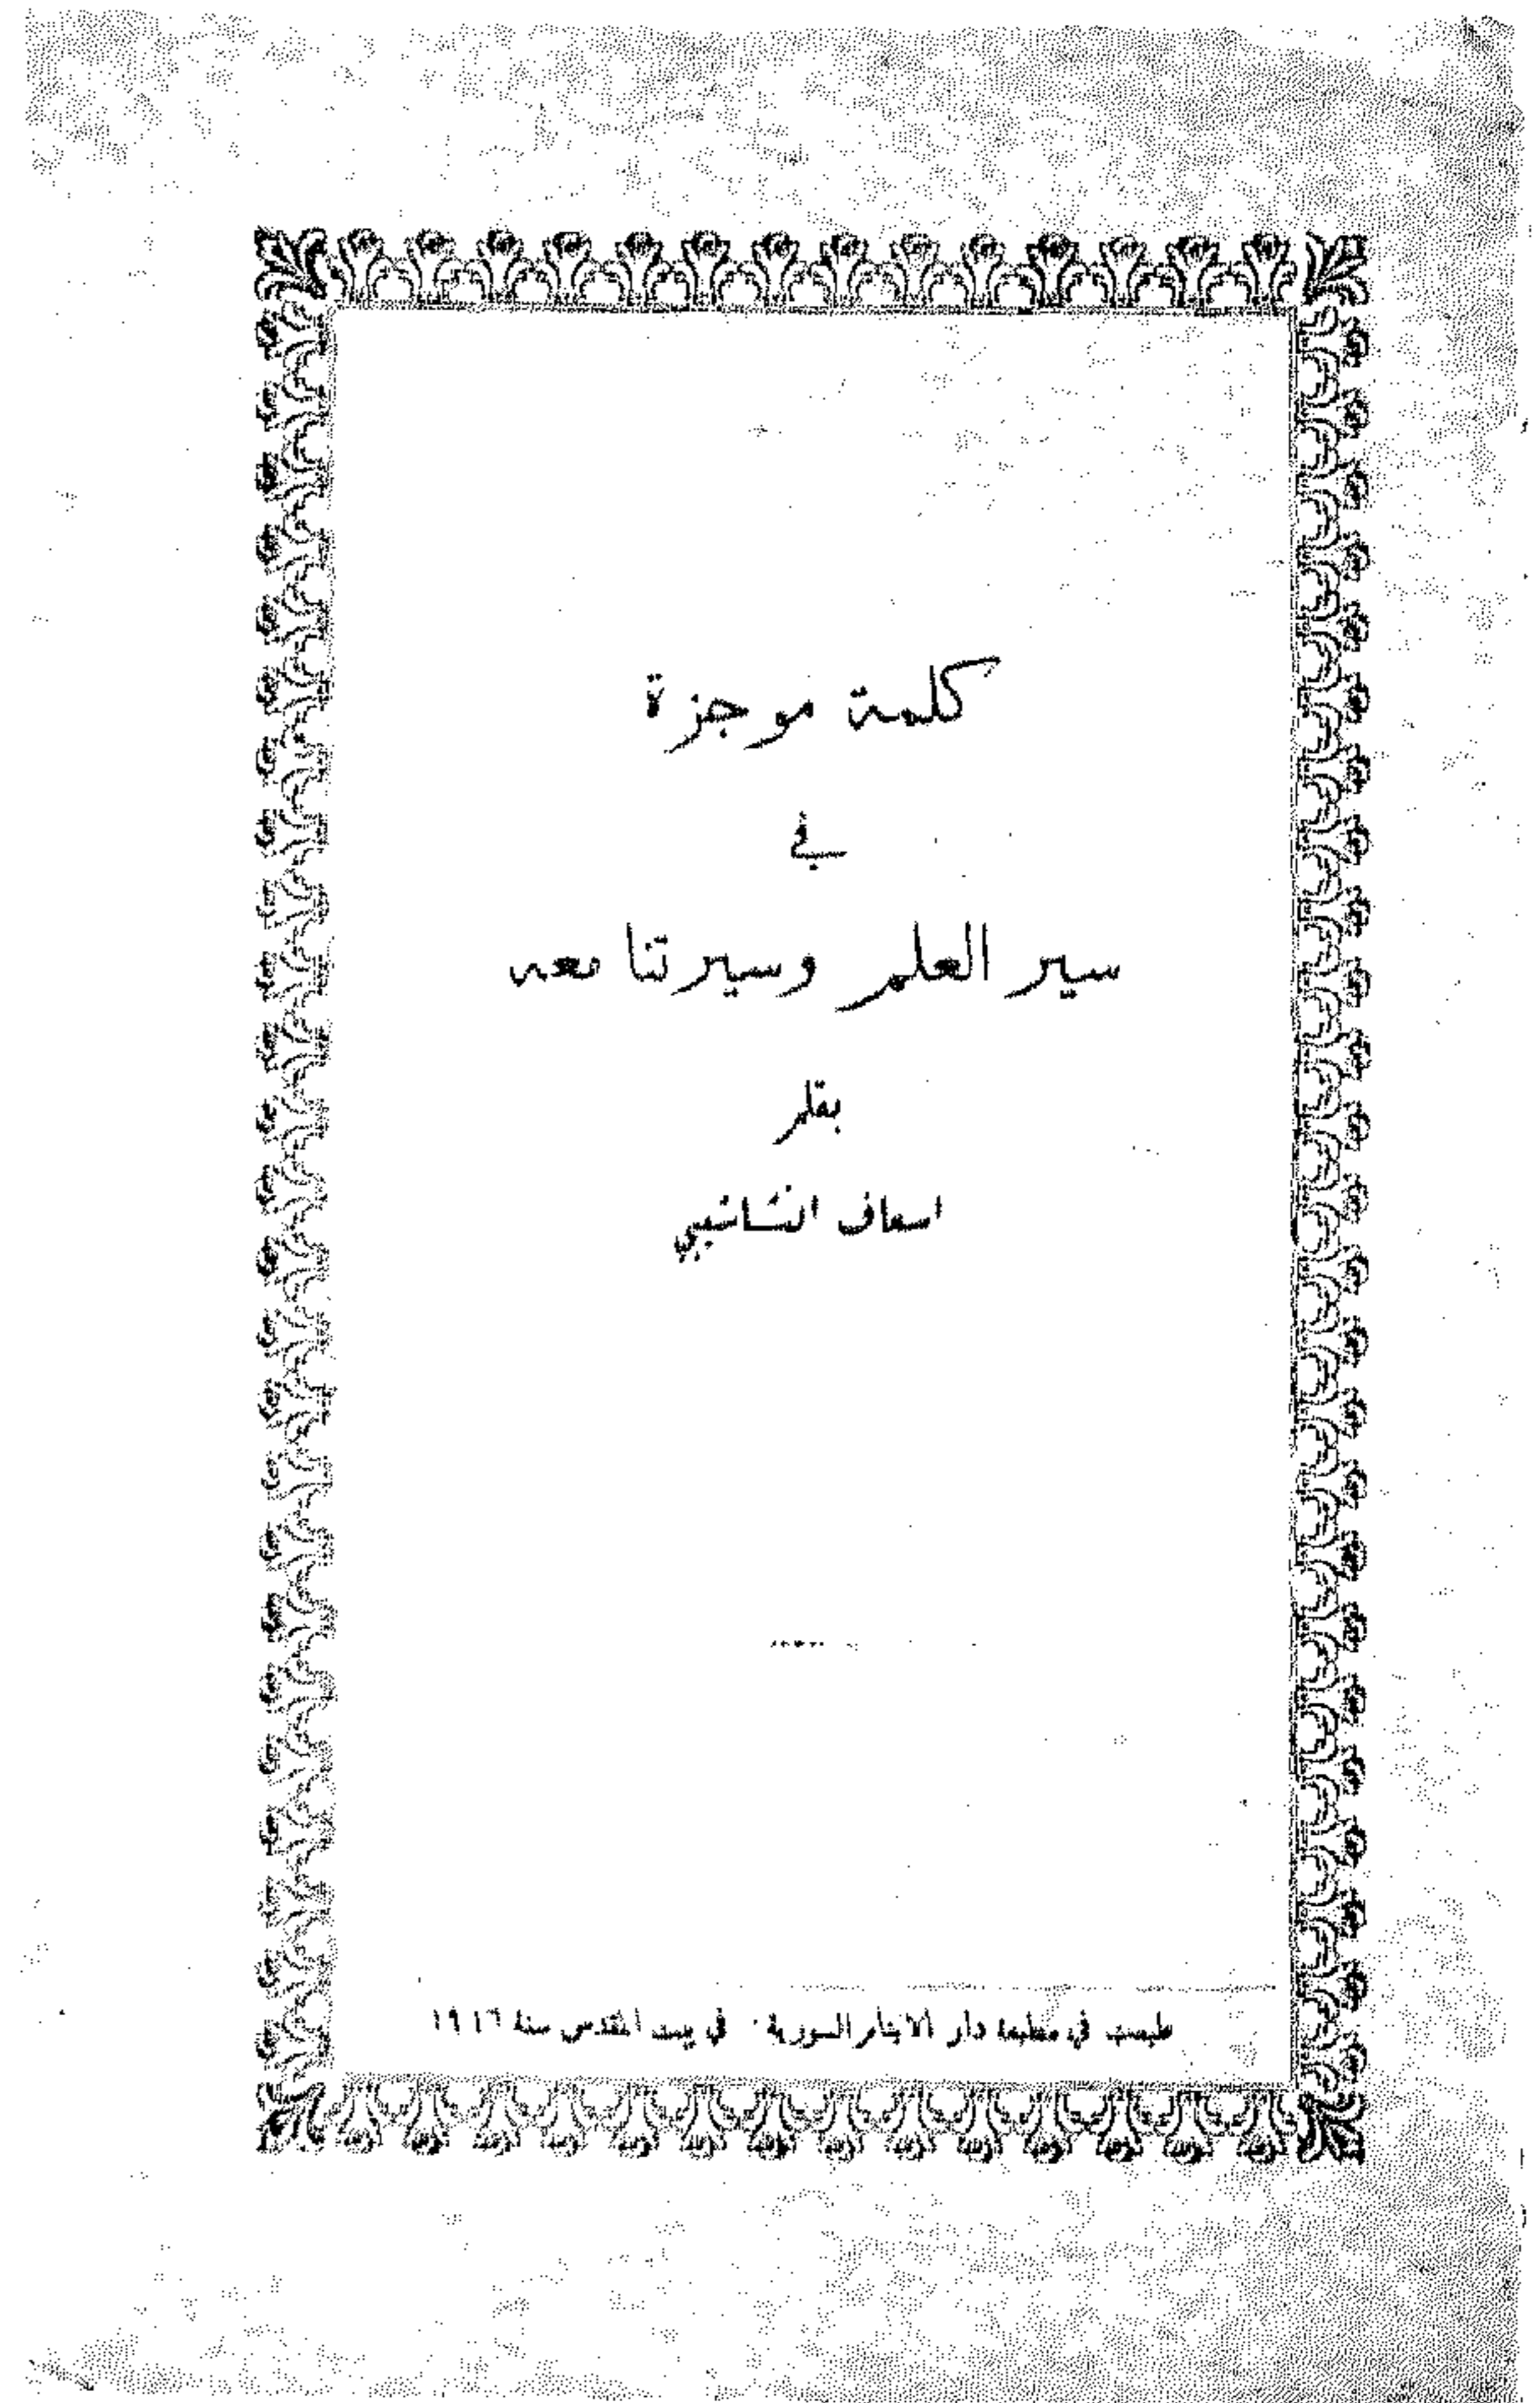 كلمة موجزة
في
سير العلم وسيرتنا معه
بقلم
اسعاف النشاشيبي
طبعت في مطبعة دار الايتام السورية في بيت المقدس سنة ١٩١٦